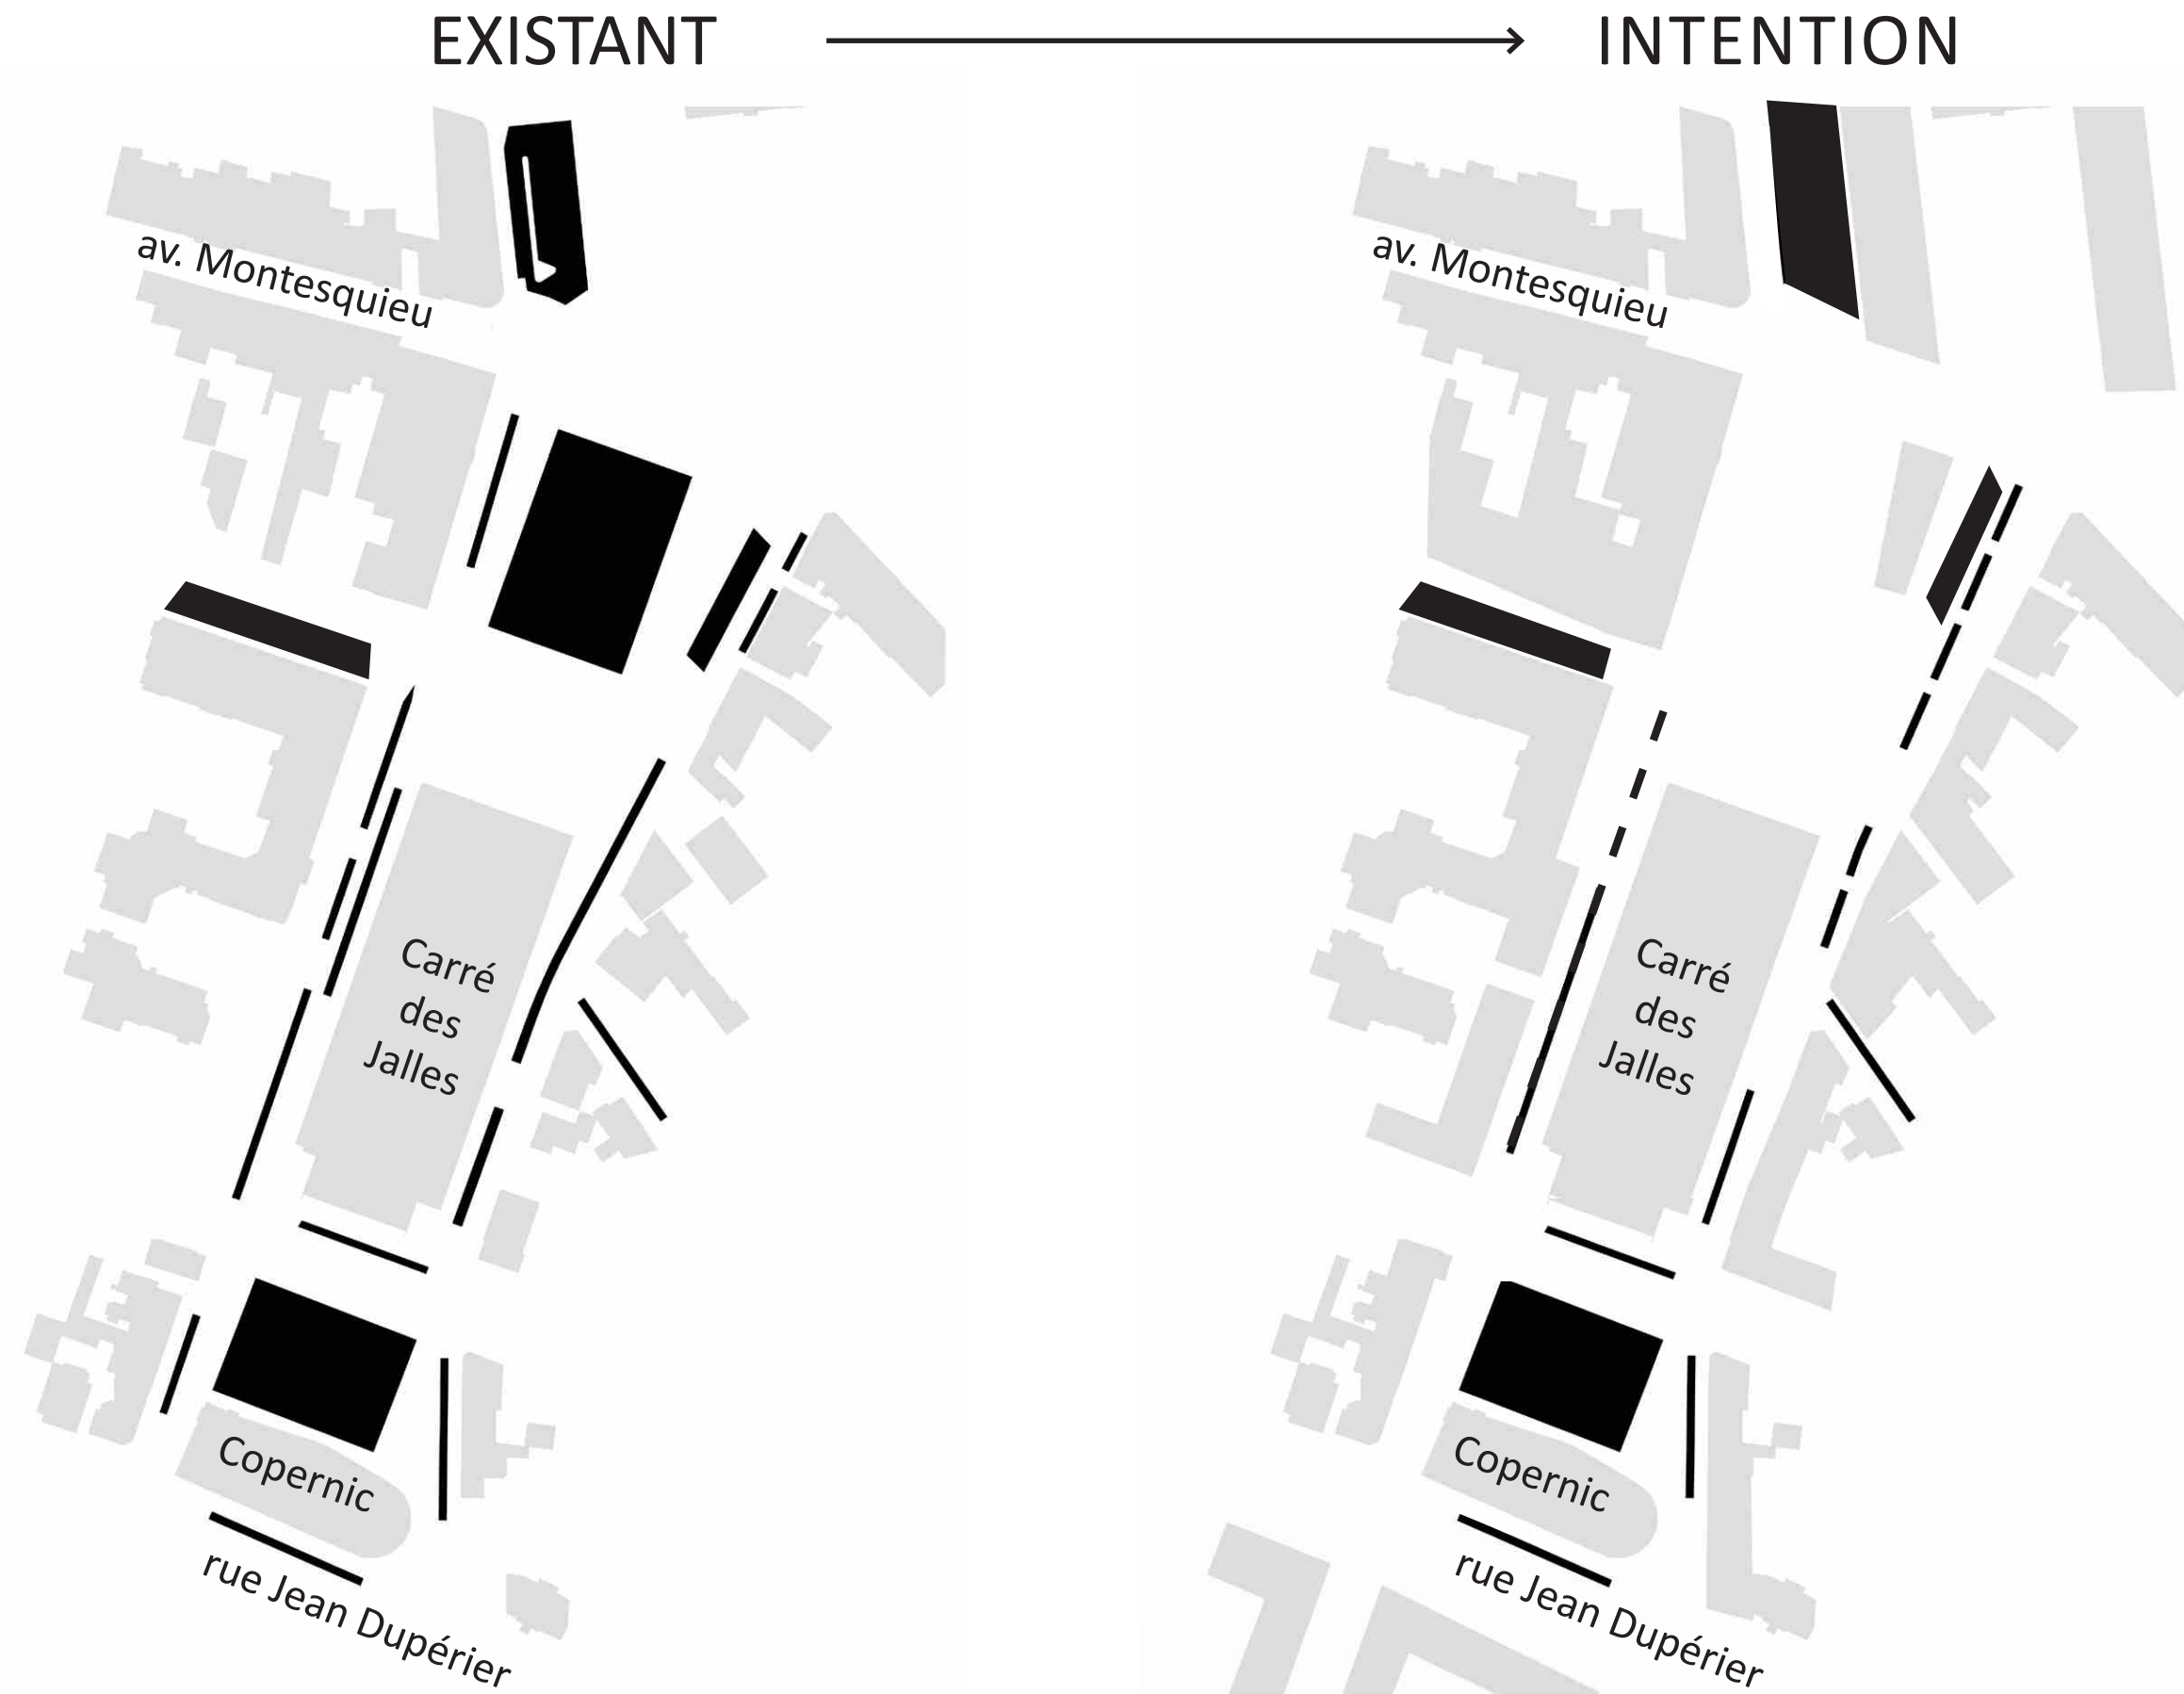 EXISTANT
INTENTION
av. Montesquieu
av. Montesquieu
Carré
des
Jalles
Carré
des
Jalles
Copernic
Copernic
rue Jean Dupérier
rue Jean Dupérier